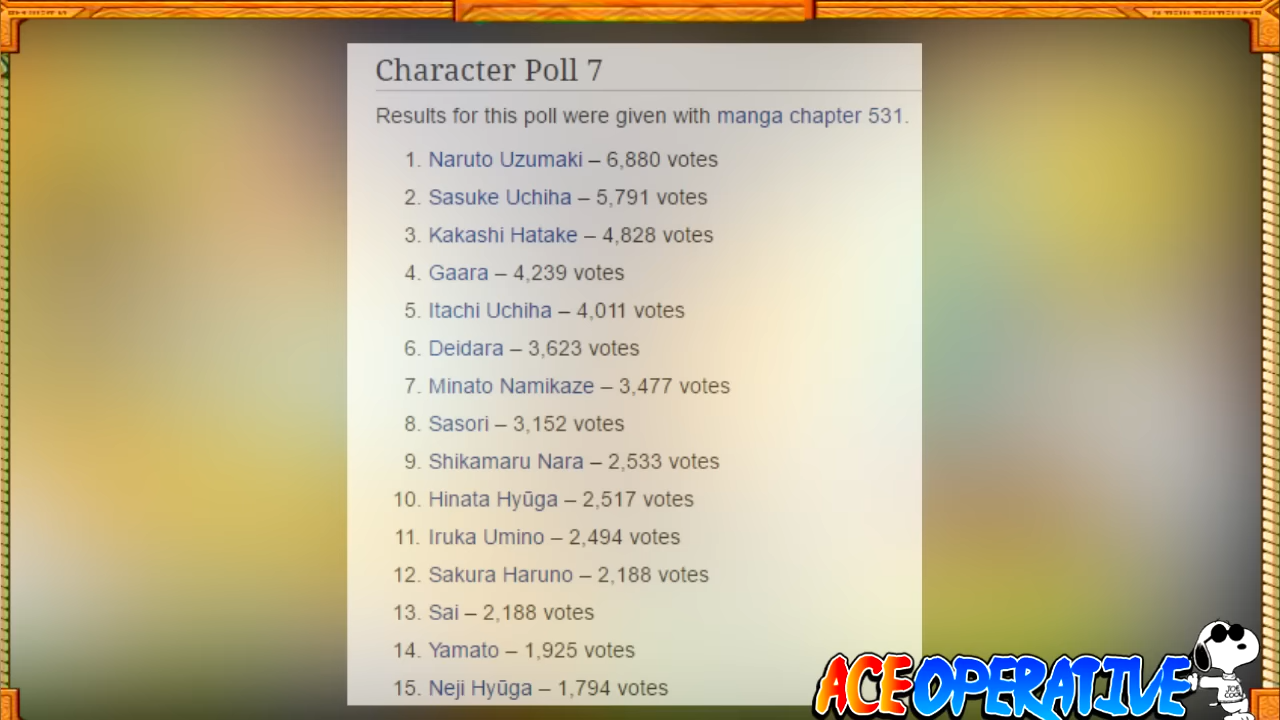 Character Poll 7
Results for this poll were given with manga chapter 531.
1. Naruto Uzumaki – 6,880 votes
2. Sasuke Uchiha – 5,791 votes
3. Kakashi Hatake – 4,828 votes
4. Gaara – 4,239 votes
5. Itachi Uchiha – 4,011 votes
6. Deidara – 3,623 votes
7. Minato Namikaze – 3,477 votes
8. Sasori – 3,152 votes
9. Shikamaru Nara – 2,533 votes
10. Hinata Hyūga – 2,517 votes
11. Iruka Umino – 2,494 votes
12. Sakura Haruno – 2,188 votes
13. Sai – 2,188 votes
14. Yamato – 1,925 votes
15. Neji Hyūga – 1,794 votes
ACEOPERATIVE
JOE
COOL